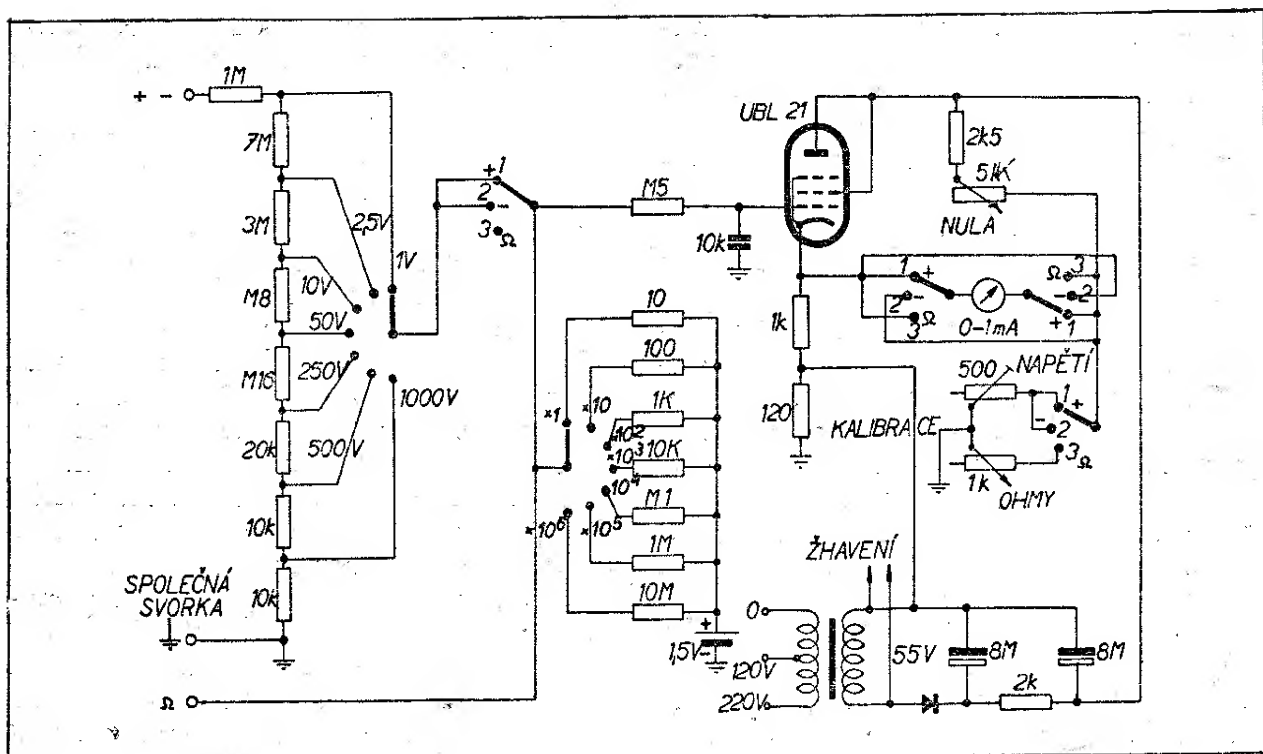 1M
+ -
7M
3M
M8
M16
20k
10k
10k
2,5V
10V
50V
250V
500V
1V
1000V
SPOLEČNÁ
SVORKA
Ω
+ 1
2 -
3 Ω
M5
10k
UBL 21
2k5
5k
NULA
1 +
2 -
3 Ω
0-1mA
Ω 3
- 2
+ 1
1k
120
500
NAPĚTÍ
KALIBRACE
1 +
- 2
3 Ω
1k
OHMY
10
100
1K
10K
M1
1M
10M
×1
×10
×10²
×10³
10⁴
×10⁵
×10⁶
+
1,5V-
ŽHAVENÍ
0
120V
220V
55V
8M
8M
2k